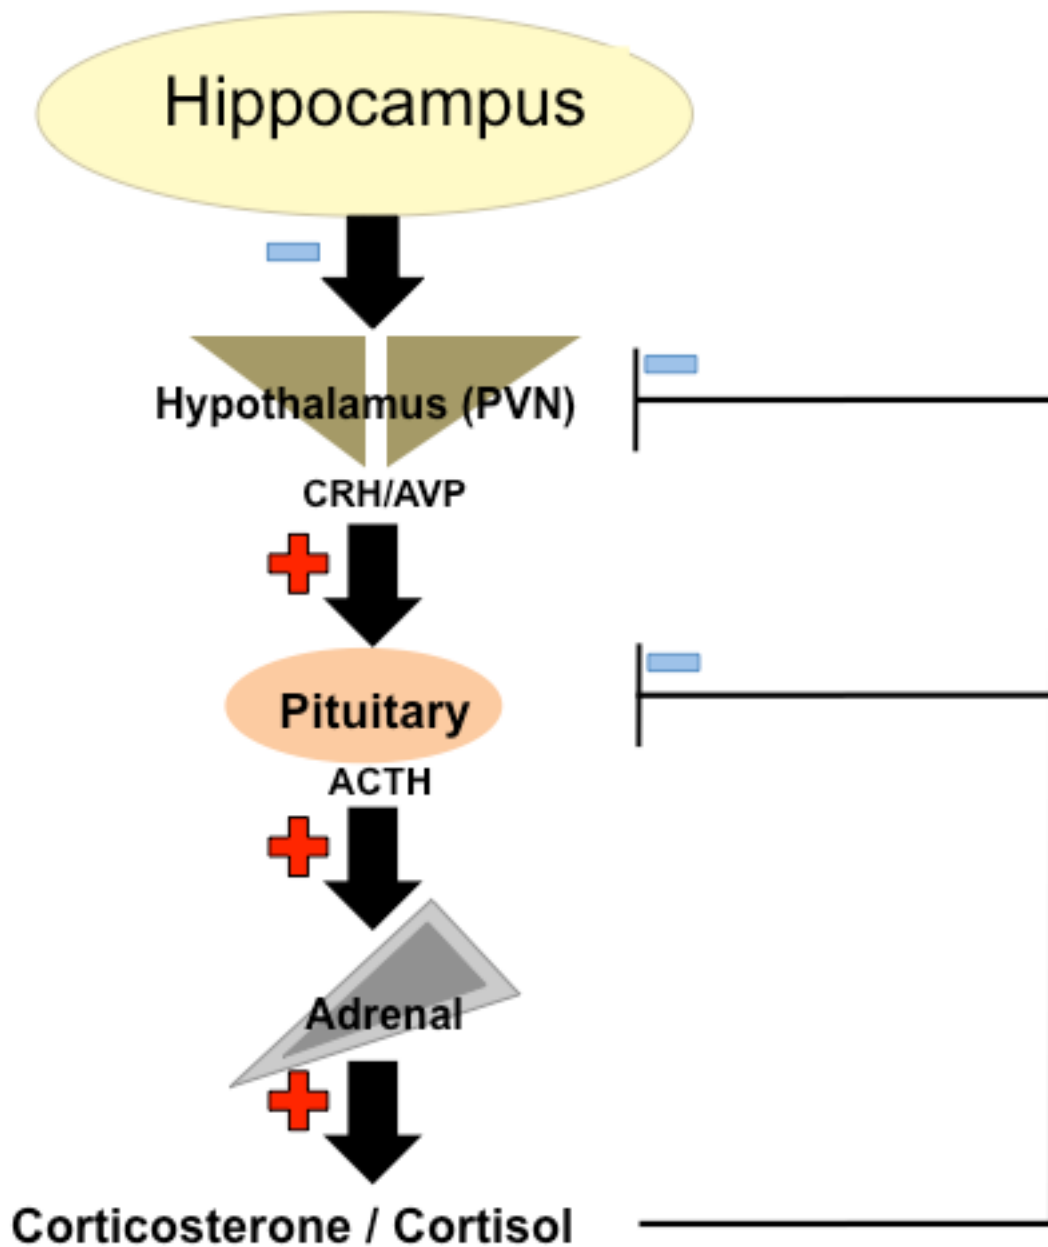 Hippocampus
Hypothalamus (PVN)
CRH/AVP
Pituitary
ACTH
Adrenal
Corticosterone / Cortisol